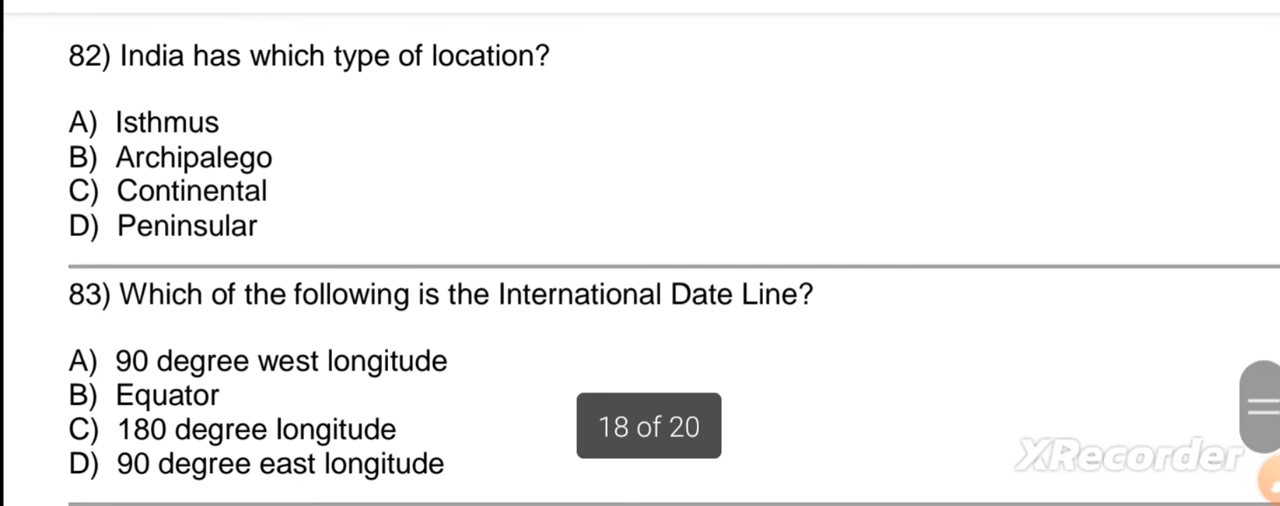 82) India has which type of location?
A) Isthmus
B) Archipalego
C) Continental
D) Peninsular
83) Which of the following is the International Date Line?
A) 90 degree west longitude
B) Equator
C) 180 degree longitude
D) 90 degree east longitude
18 of 20
XRecorder